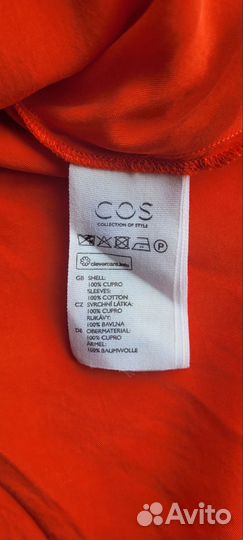 COS
COLLECTION OF STYLE
P
clevercare.info
GB SHELL:
100% CUPRO
SLEEVES:
100% COTTON
CZ SVRCHNÍ LÁTKA:
100% CUPRO
RUKÁVY:
100% BAVLNA
DE OBERMATERIAL:
100% CUPRO
ÄRMEL:
100% BAUMWOLLE
Avito